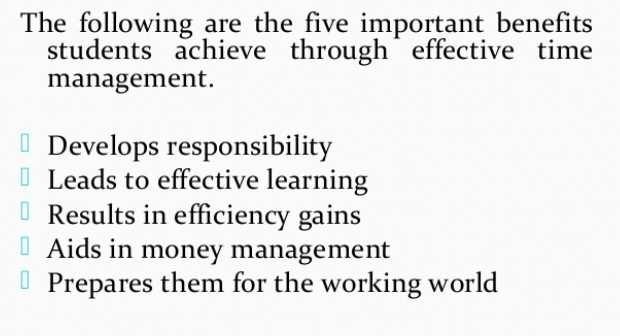 The following are the five important benefits
students achieve through effective time
management.
Develops responsibility
Leads to effective learning
Results in efficiency gains
Aids in money management
Prepares them for the working world